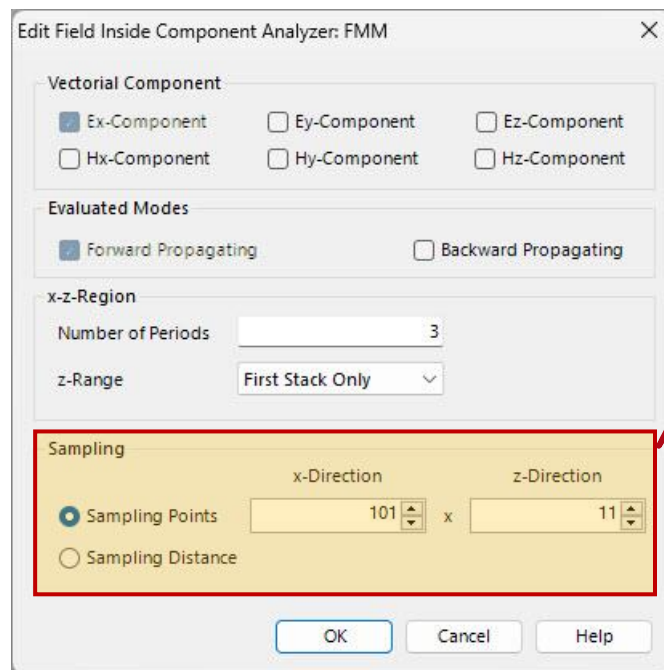 Edit Field Inside Component Analyzer: FMM
Vectorial Component
Ex-Component Ey-Component Ez-Component
Hx-Component Hy-Component Hz-Component
Evaluated Modes
Forward Propagating Backward Propagating
x-z-Region
Number of Periods 3
z-Range First Stack Only
Sampling
x-Direction z-Direction
Sampling Points 101 x 11
Sampling Distance
OK Cancel Help